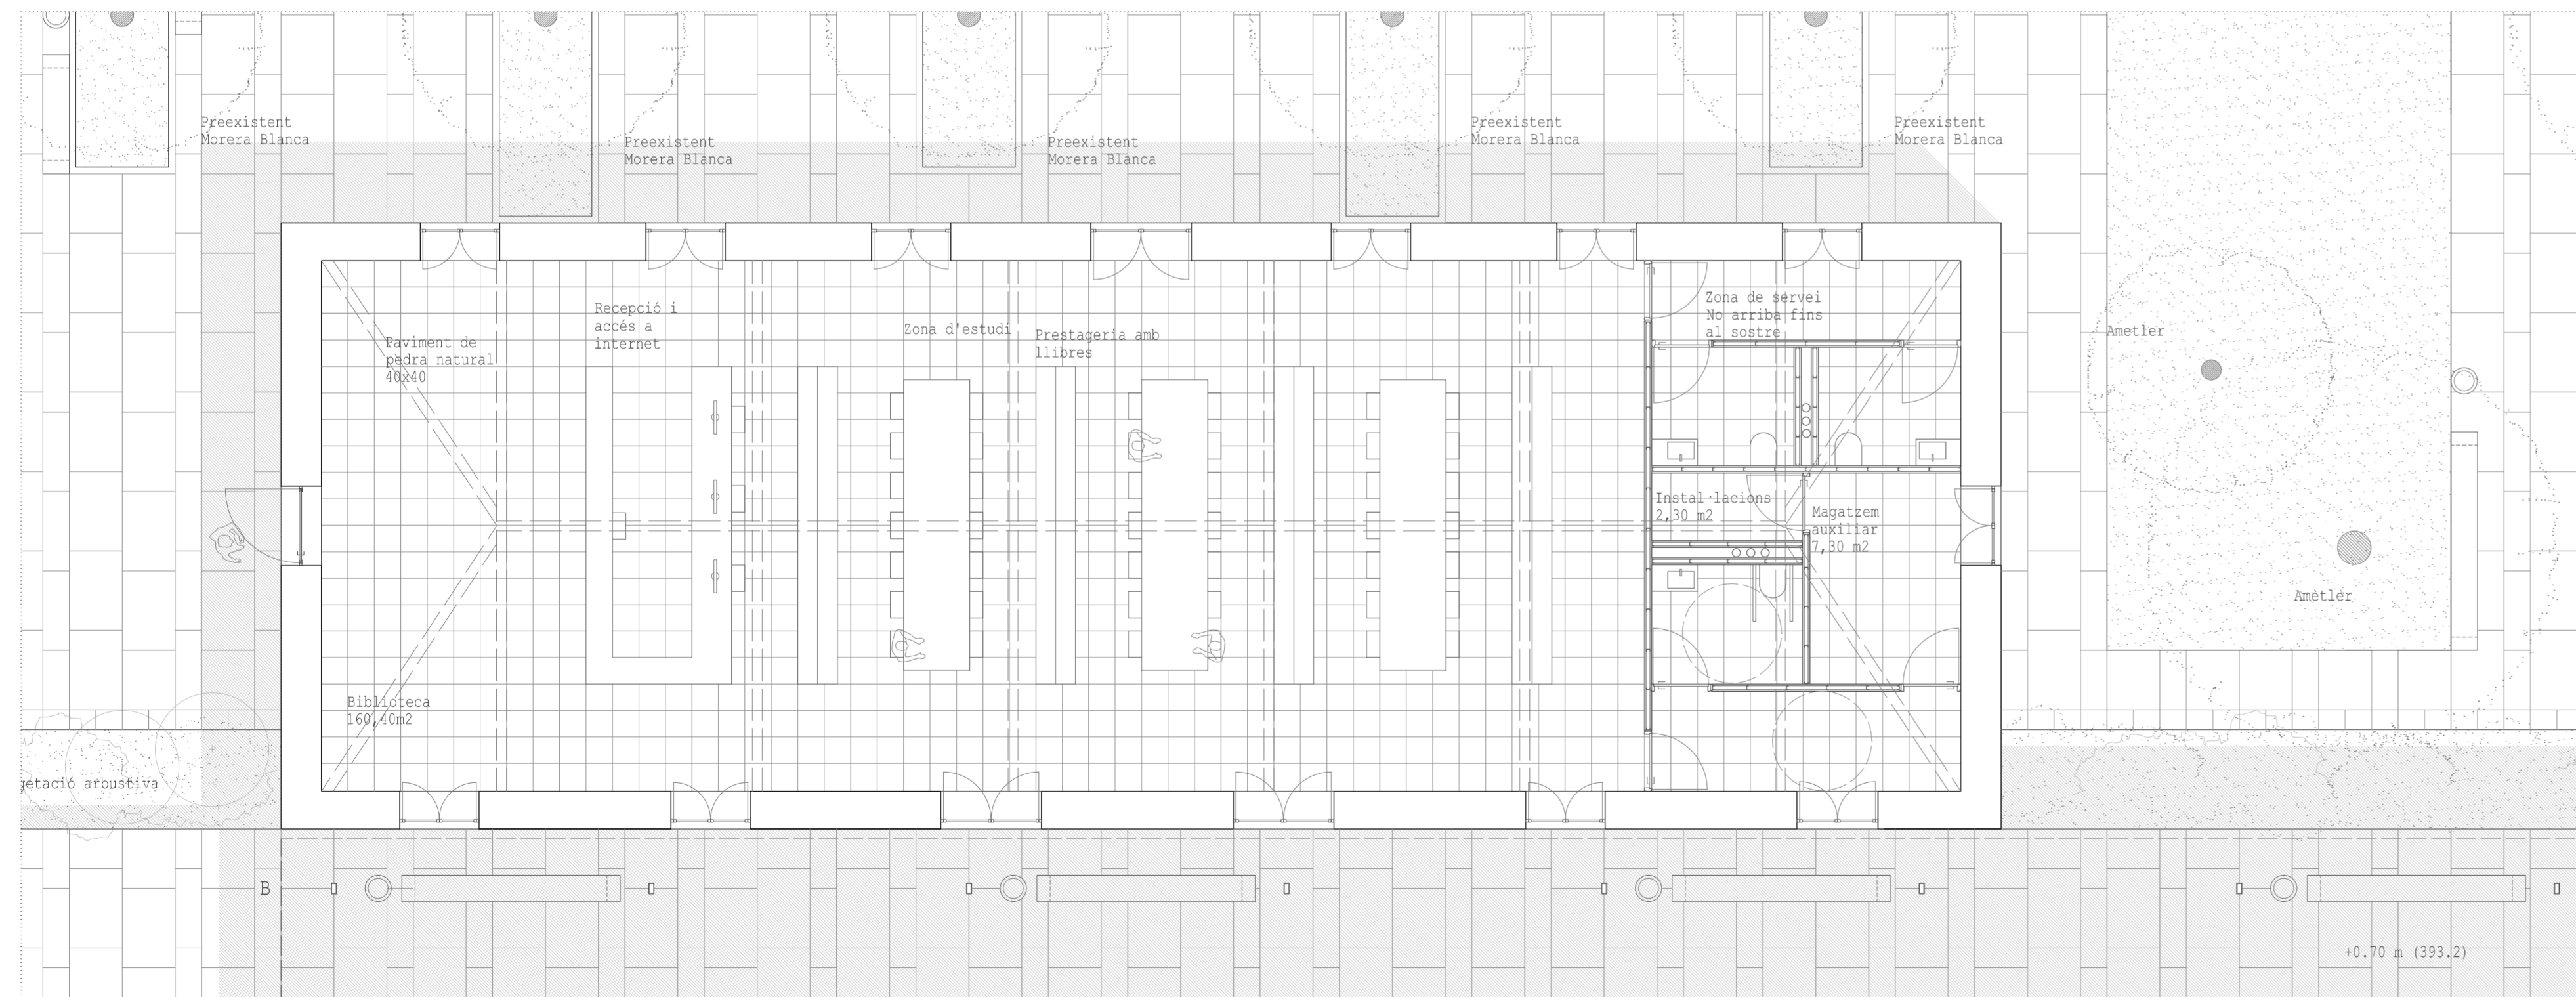 Preexistent
Morera Blanca
Preexistent
Morera Blanca
Preexistent
Morera Blanca
Preexistent
Morera Blanca
Preexistent
Morera Blanca
Paviment de
pedra natural
40x40
Recepció i
accés a
internet
Zona d'estudi
Prestageria amb
llibres
Zona de servei
No arriba fins
al sostre
Ametler
Instal·lacions
2,30 m2
Magatzem
auxiliar
7,30 m2
Ametler
Biblioteca
160,40m2
getació arbustiva
B
+0.70 m (393.2)